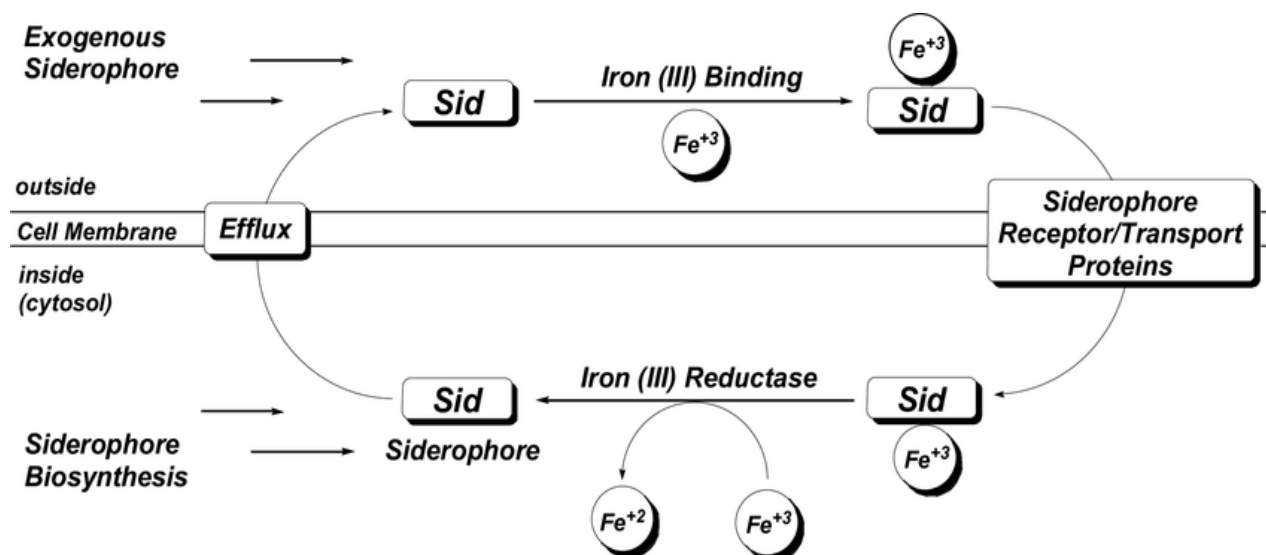 Exogenous
Siderophore
Sid
Iron (III) Binding
Fe+3
Fe+3
Sid
outside
Cell Membrane
Efflux
Siderophore
Receptor/Transport
Proteins
inside
(cytosol)
Sid
Siderophore
Iron (III) Reductase
Sid
Fe+3
Siderophore
Biosynthesis
Fe+2
Fe+3